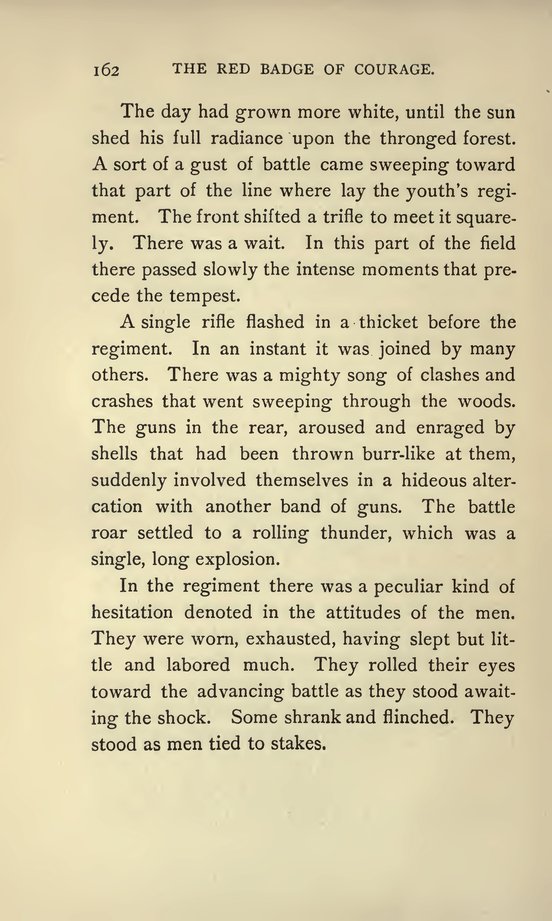 162 THE RED BADGE OF COURAGE.
The day had grown more white, until the sun
shed his full radiance upon the thronged forest.
A sort of a gust of battle came sweeping toward
that part of the line where lay the youth's regi-
ment. The front shifted a trifle to meet it square-
ly. There was a wait. In this part of the field
there passed slowly the intense moments that pre-
cede the tempest.
A single rifle flashed in a thicket before the
regiment. In an instant it was joined by many
others. There was a mighty song of clashes and
crashes that went sweeping through the woods.
The guns in the rear, aroused and enraged by
shells that had been thrown burr-like at them,
suddenly involved themselves in a hideous alter-
cation with another band of guns. The battle
roar settled to a rolling thunder, which was a
single, long explosion.
In the regiment there was a peculiar kind of
hesitation denoted in the attitudes of the men.
They were worn, exhausted, having slept but lit-
tle and labored much. They rolled their eyes
toward the advancing battle as they stood await-
ing the shock. Some shrank and flinched. They
stood as men tied to stakes.